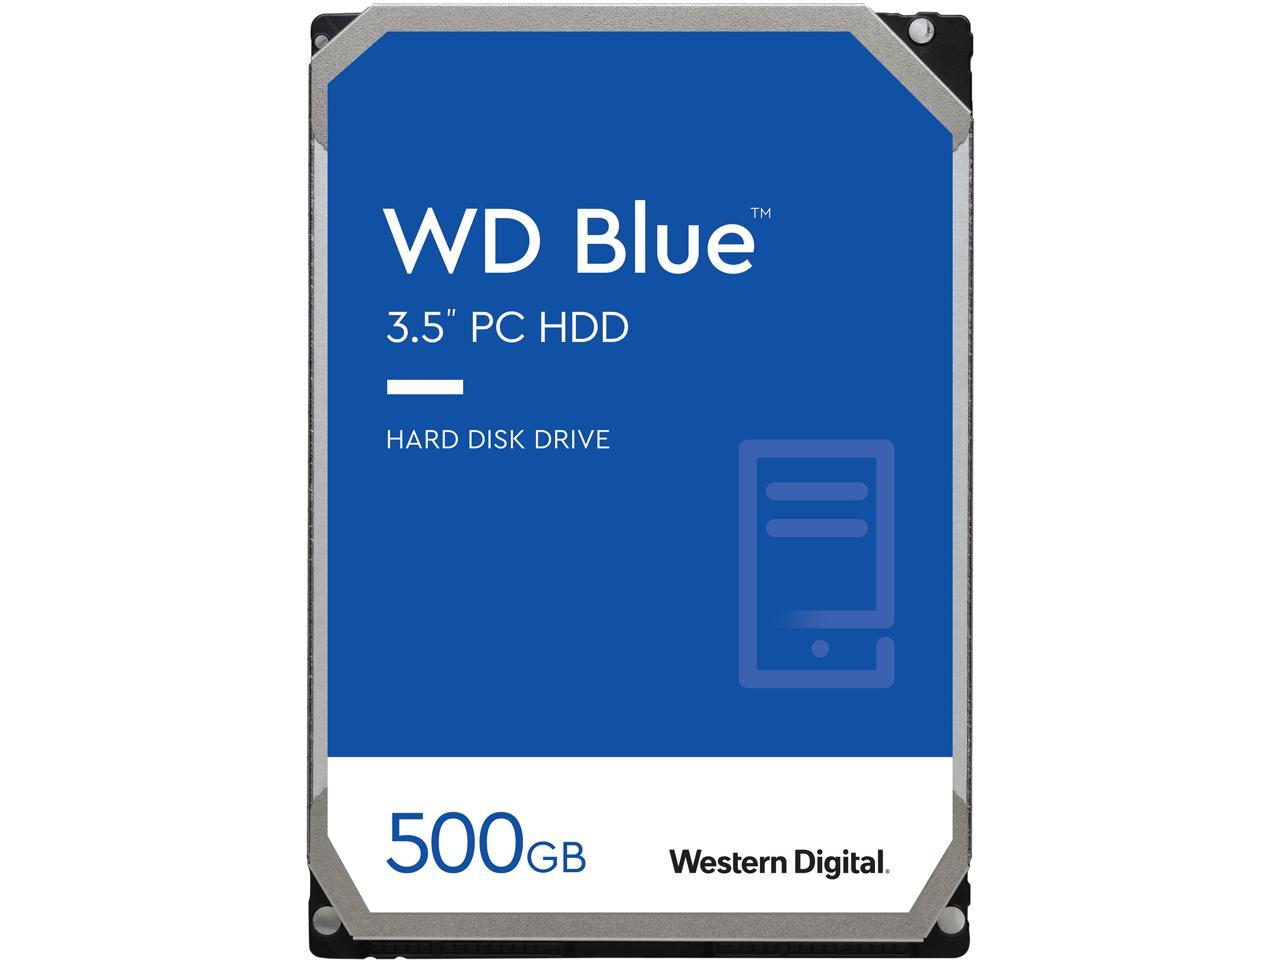 WD Blue™
3.5" PC HDD
HARD DISK DRIVE
500GB
Western Digital®